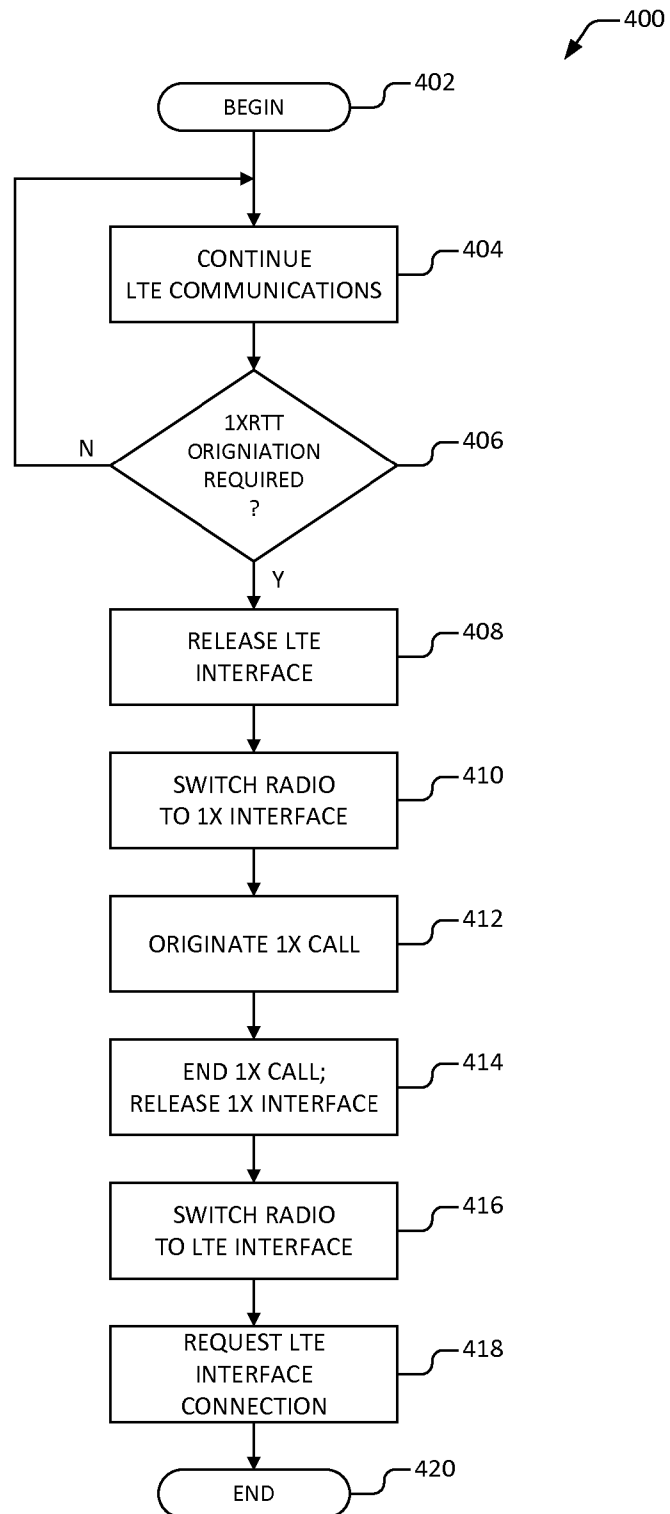 400
BEGIN
402
CONTINUE
LTE COMMUNICATIONS
404
1XRTT
ORIGNIATION
REQUIRED
?
406
N
Y
RELEASE LTE
INTERFACE
408
SWITCH RADIO
TO 1X INTERFACE
410
ORIGINATE 1X CALL
412
END 1X CALL;
RELEASE 1X INTERFACE
414
SWITCH RADIO
TO LTE INTERFACE
416
REQUEST LTE
INTERFACE
CONNECTION
418
END
420